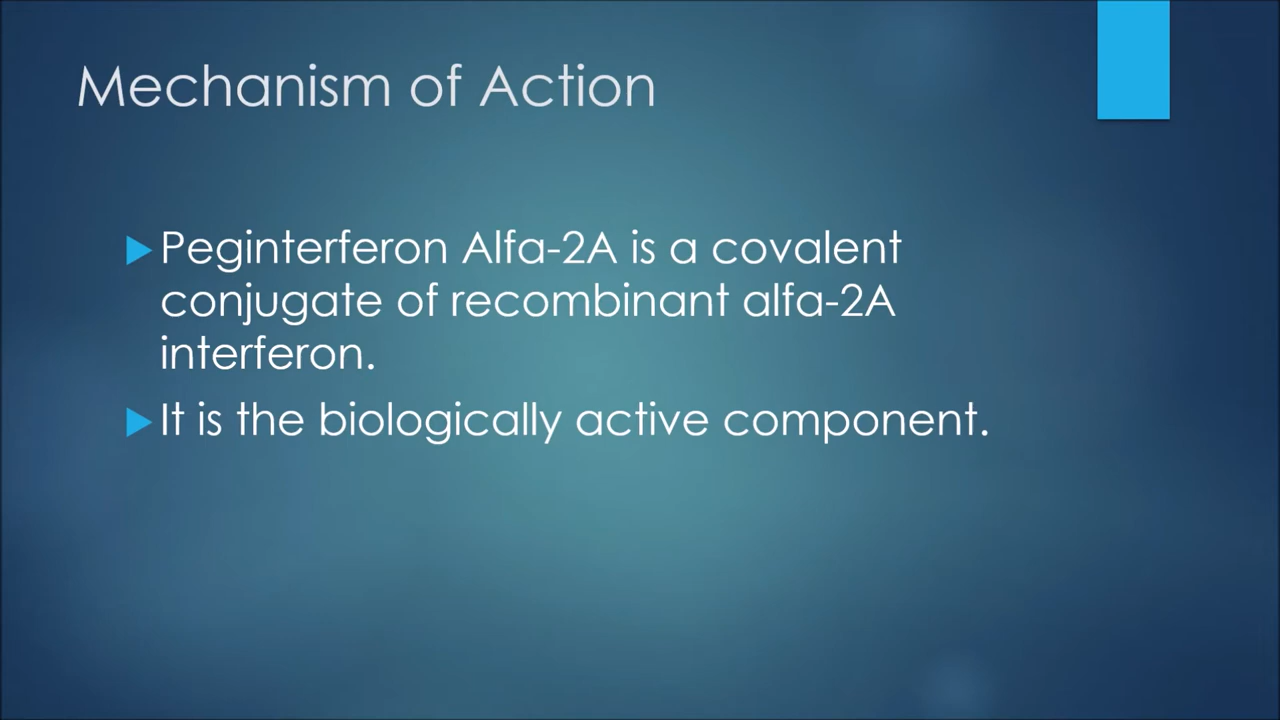 Mechanism of Action
Peginterferon Alfa-2A is a covalent
conjugate of recombinant alfa-2A
interferon.
It is the biologically active component.